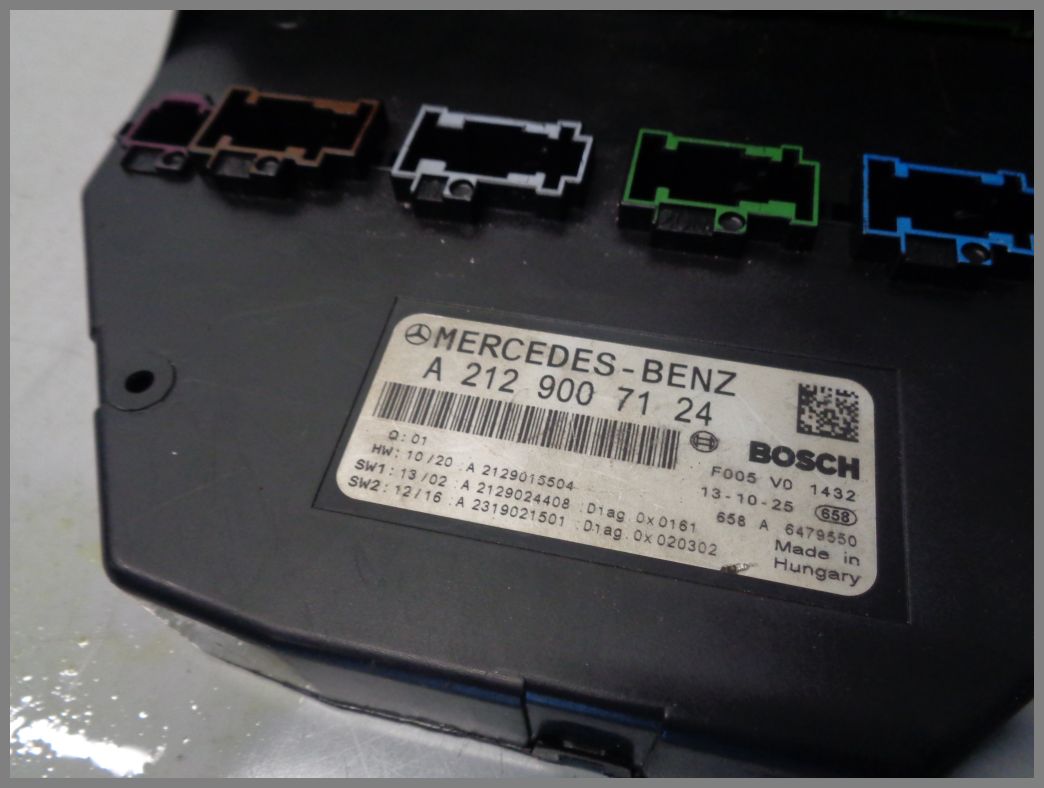 MERCEDES-BENZ
A 212 900 71 24
Q: 01
HW: 10/20 :A 2129015504
SW1: 13/02 :A 2129024408 :Diag.0x0161
SW2: 12/16 :A 2319021501 :Diag.0x020302
BOSCH
F005 V0 1432
13-10-25 658
658 A 6479550
Made in
Hungary